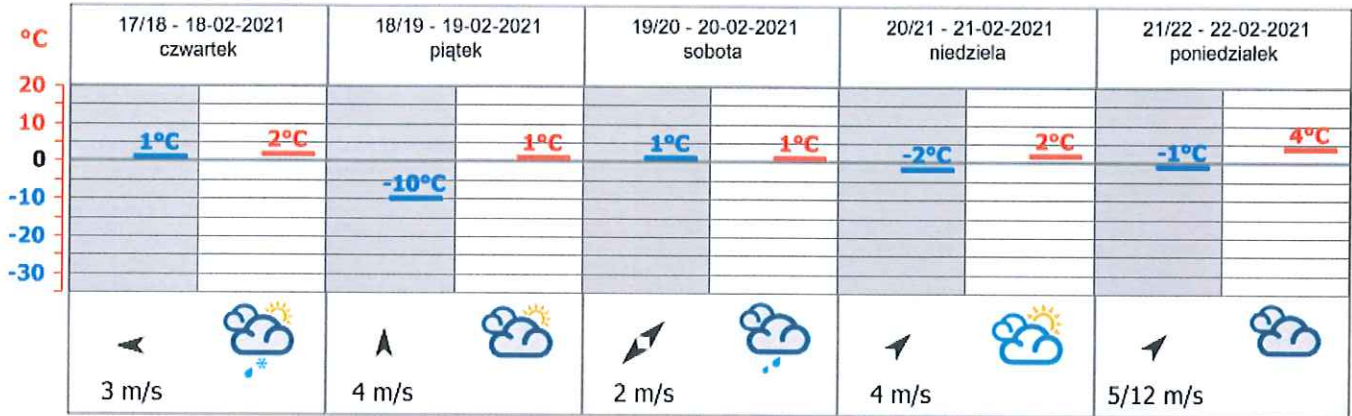 °C
17/18 - 18-02-2021
czwartek
18/19 - 19-02-2021
piątek
19/20 - 20-02-2021
sobota
20/21 - 21-02-2021
niedziela
21/22 - 22-02-2021
poniedziałek
20
10
0
-10
-20
-30
1°C
2°C
-10°C
1°C
1°C
1°C
-2°C
2°C
-1°C
4°C
3 m/s
4 m/s
2 m/s
4 m/s
5/12 m/s